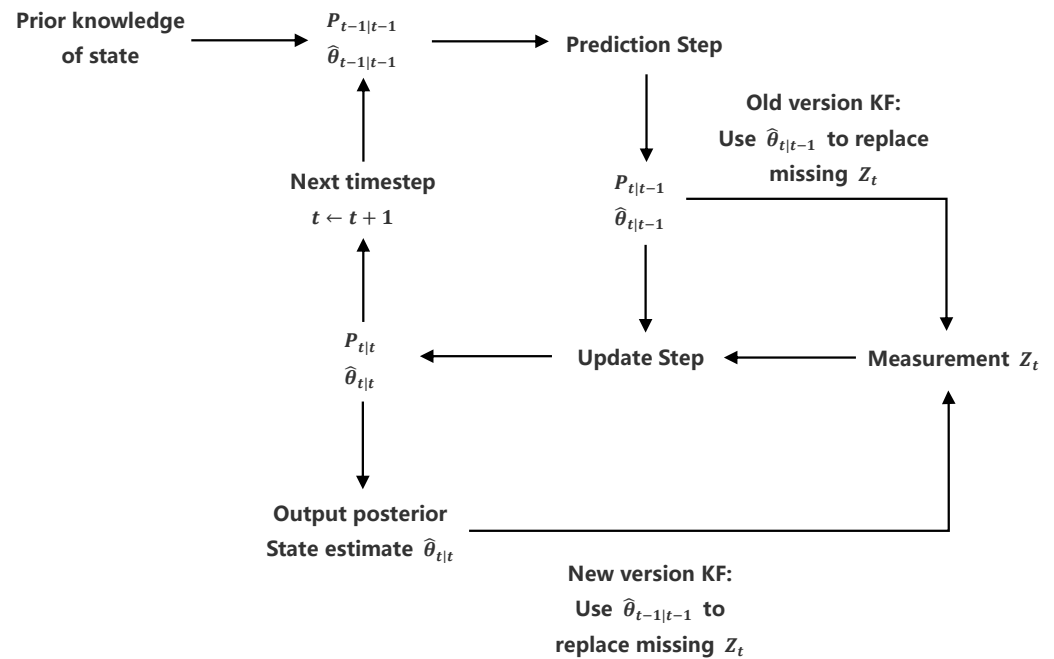 Prior knowledge
of state
P_{t-1|t-1}
θ̂_{t-1|t-1}
Prediction Step
Old version KF:
Use θ̂_{t|t-1} to replace
missing Z_t
P_{t|t-1}
θ̂_{t|t-1}
Next timestep
t ← t + 1
P_{t|t}
θ̂_{t|t}
Update Step
Measurement Z_t
Output posterior
State estimate θ̂_{t|t}
New version KF:
Use θ̂_{t-1|t-1} to
replace missing Z_t